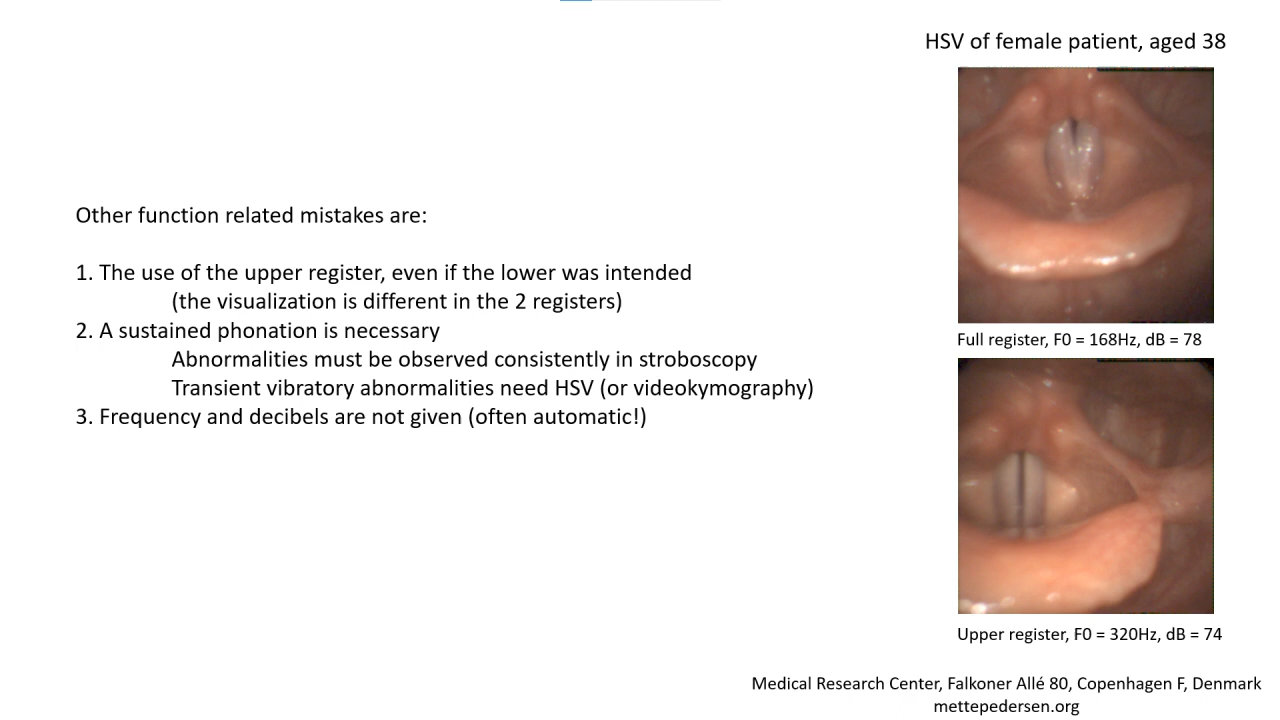 HSV of female patient, aged 38
Other function related mistakes are:
1. The use of the upper register, even if the lower was intended
(the visualization is different in the 2 registers)
2. A sustained phonation is necessary
Abnormalities must be observed consistently in stroboscopy
Transient vibratory abnormalities need HSV (or videokymography)
3. Frequency and decibels are not given (often automatic!)
Full register, F0 = 168Hz, dB = 78
Upper register, F0 = 320Hz, dB = 74
Medical Research Center, Falkoner Allé 80, Copenhagen F, Denmark
mettepedersen.org